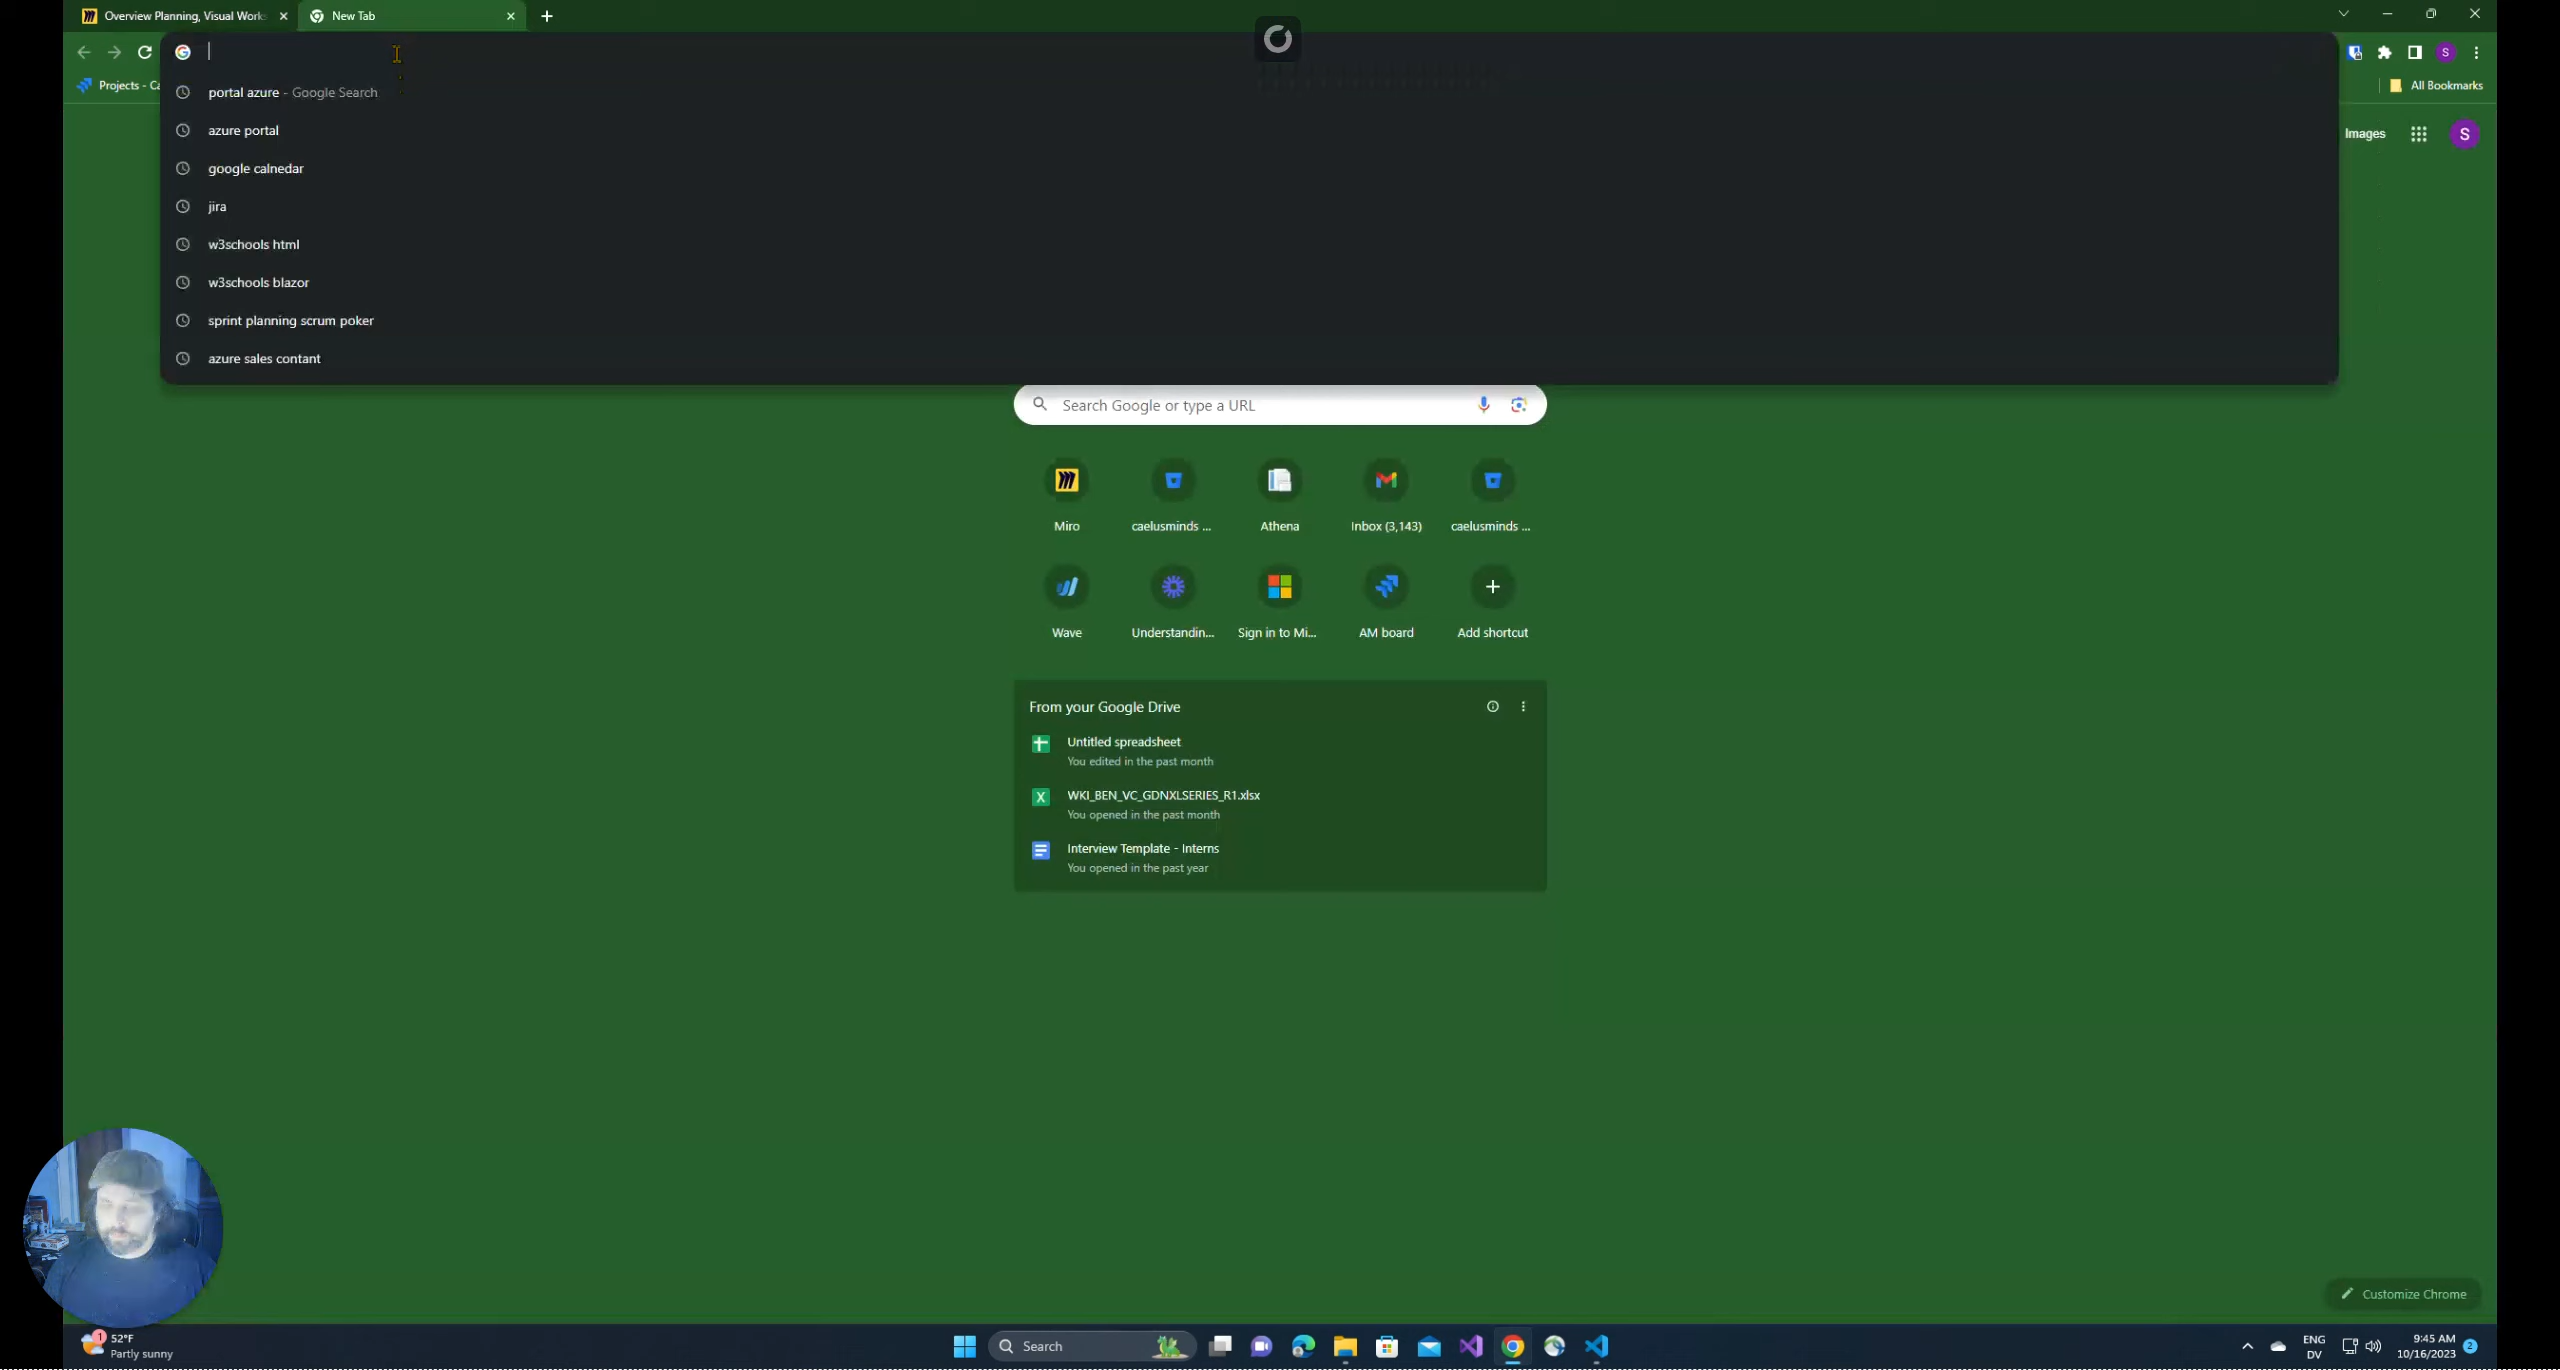 Overview Planning, Visual Works
New Tab
Projects - Ca
All Bookmarks
portal azure - Google Search
azure portal
google calnedar
jira
w3schools html
w3schools blazor
sprint planning scrum poker
azure sales contant
Images
S
S
Search Google or type a URL
Miro
caelusminds ...
Athena
Inbox (3,143)
caelusminds ...
Wave
Understandin...
Sign in to Mi...
AM board
Add shortcut
From your Google Drive
Untitled spreadsheet
You edited in the past month
WKI_BEN_VC_GDNXLSERIES_R1.xlsx
You opened in the past month
Interview Template - Interns
You opened in the past year
Customize Chrome
1
52°F
Partly sunny
Search
ENG
DV
9:45 AM
10/16/2023
2